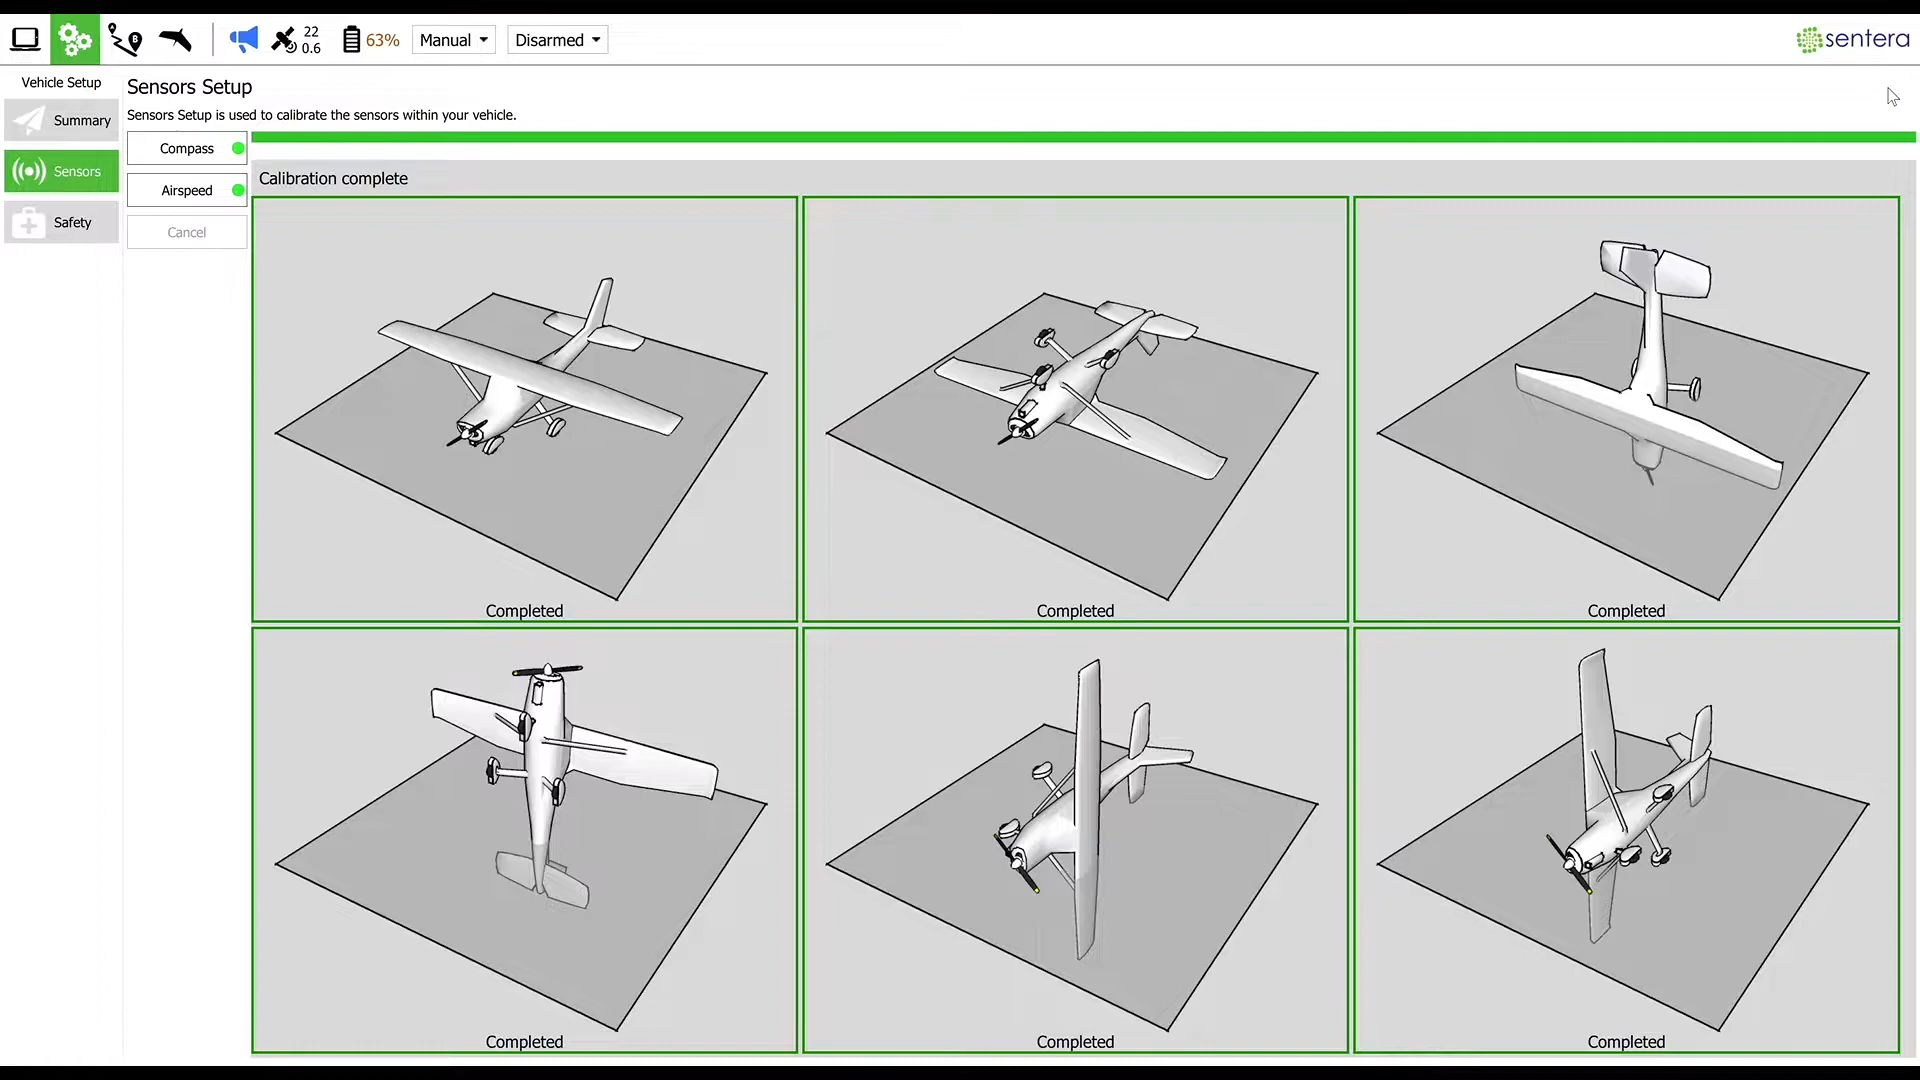 22
0.6
63%
Manual
Disarmed
sentera
Vehicle Setup
Summary
Sensors
Safety
Sensors Setup
Sensors Setup is used to calibrate the sensors within your vehicle.
Compass
Airspeed
Cancel
Calibration complete
Completed
Completed
Completed
Completed
Completed
Completed